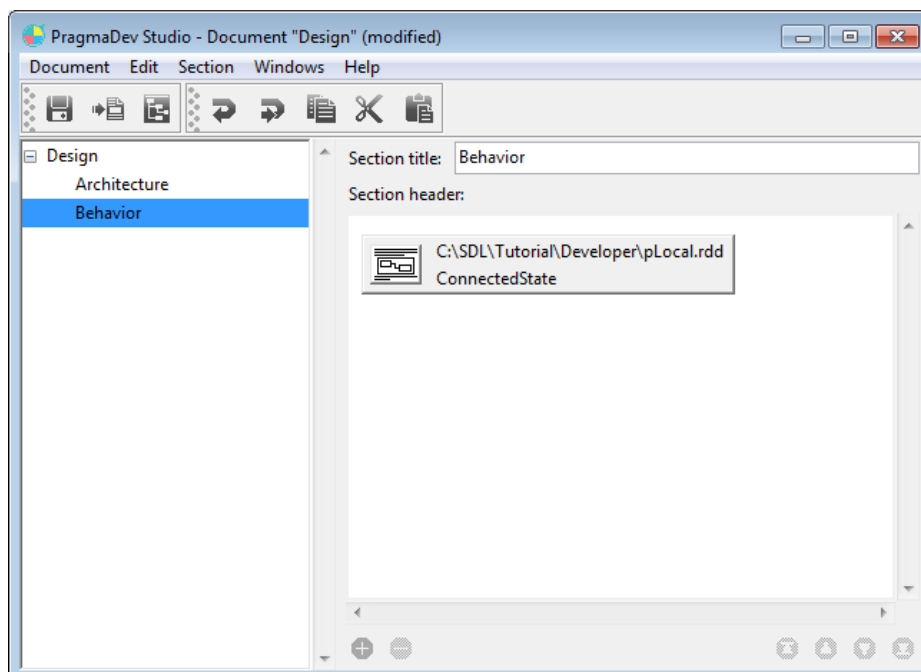 PragmaDev Studio - Document "Design" (modified)
Document Edit Section Windows Help
Design
Architecture
Behavior
Section title: Behavior
Section header:
C:\SDL\Tutorial\Developer\pLocal.rdd
ConnectedState